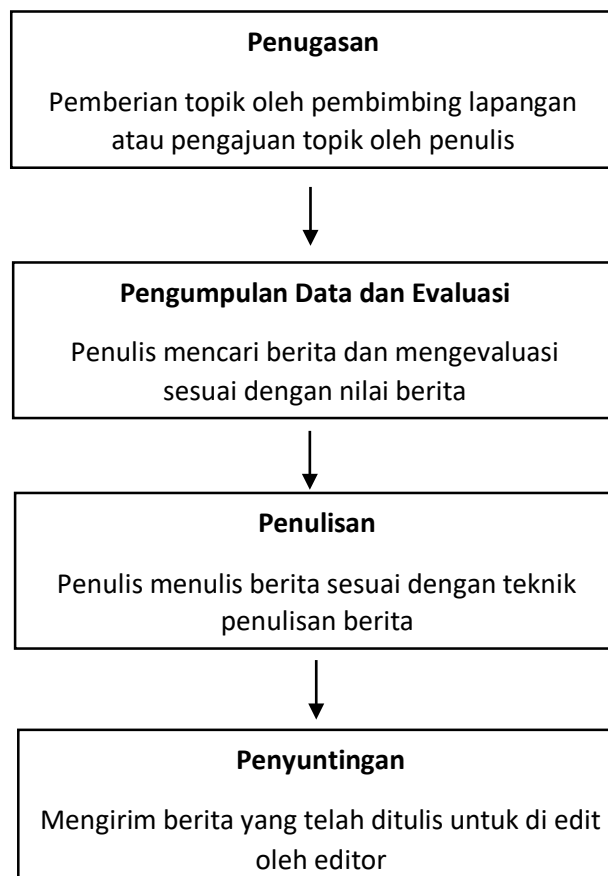 Penugasan
Pemberian topik oleh pembimbing lapangan
atau pengajuan topik oleh penulis
Pengumpulan Data dan Evaluasi
Penulis mencari berita dan mengevaluasi
sesuai dengan nilai berita
Penulisan
Penulis menulis berita sesuai dengan teknik
penulisan berita
Penyuntingan
Mengirim berita yang telah ditulis untuk di edit
oleh editor